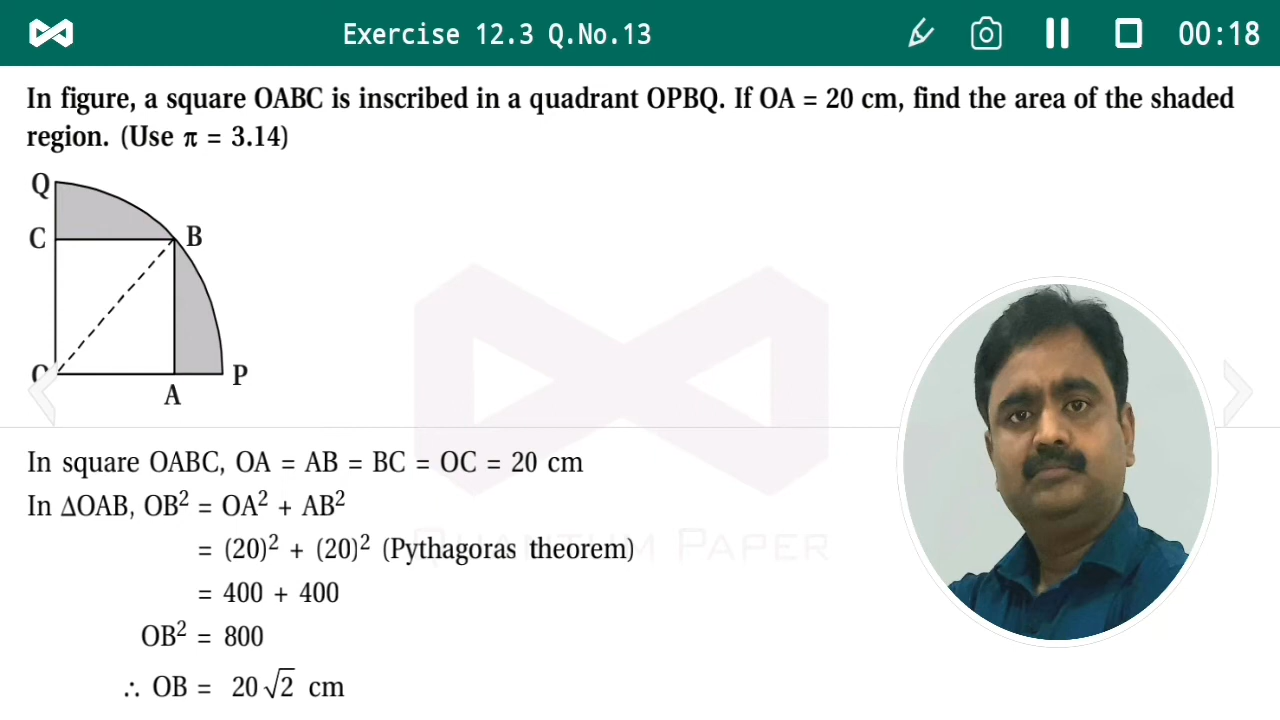 Exercise 12.3 Q.No.13
00:18
In figure, a square OABC is inscribed in a quadrant OPBQ. If OA = 20 cm, find the area of the shaded
region. (Use π = 3.14)
Q
C
B
O
A
P
In square OABC, OA = AB = BC = OC = 20 cm
In ΔOAB, OB² = OA² + AB²
= (20)² + (20)² (Pythagoras theorem)
= 400 + 400
OB² = 800
∴ OB = 20√2 cm
QUANTUM PAPER